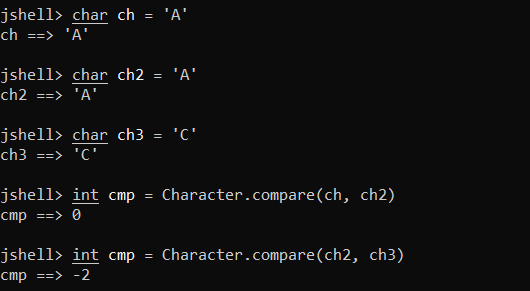 jshell> char ch = 'A'
ch ==> 'A'
jshell> char ch2 = 'A'
ch2 ==> 'A'
jshell> char ch3 = 'C'
ch3 ==> 'C'
jshell> int cmp = Character.compare(ch, ch2)
cmp ==> 0
jshell> int cmp = Character.compare(ch2, ch3)
cmp ==> -2